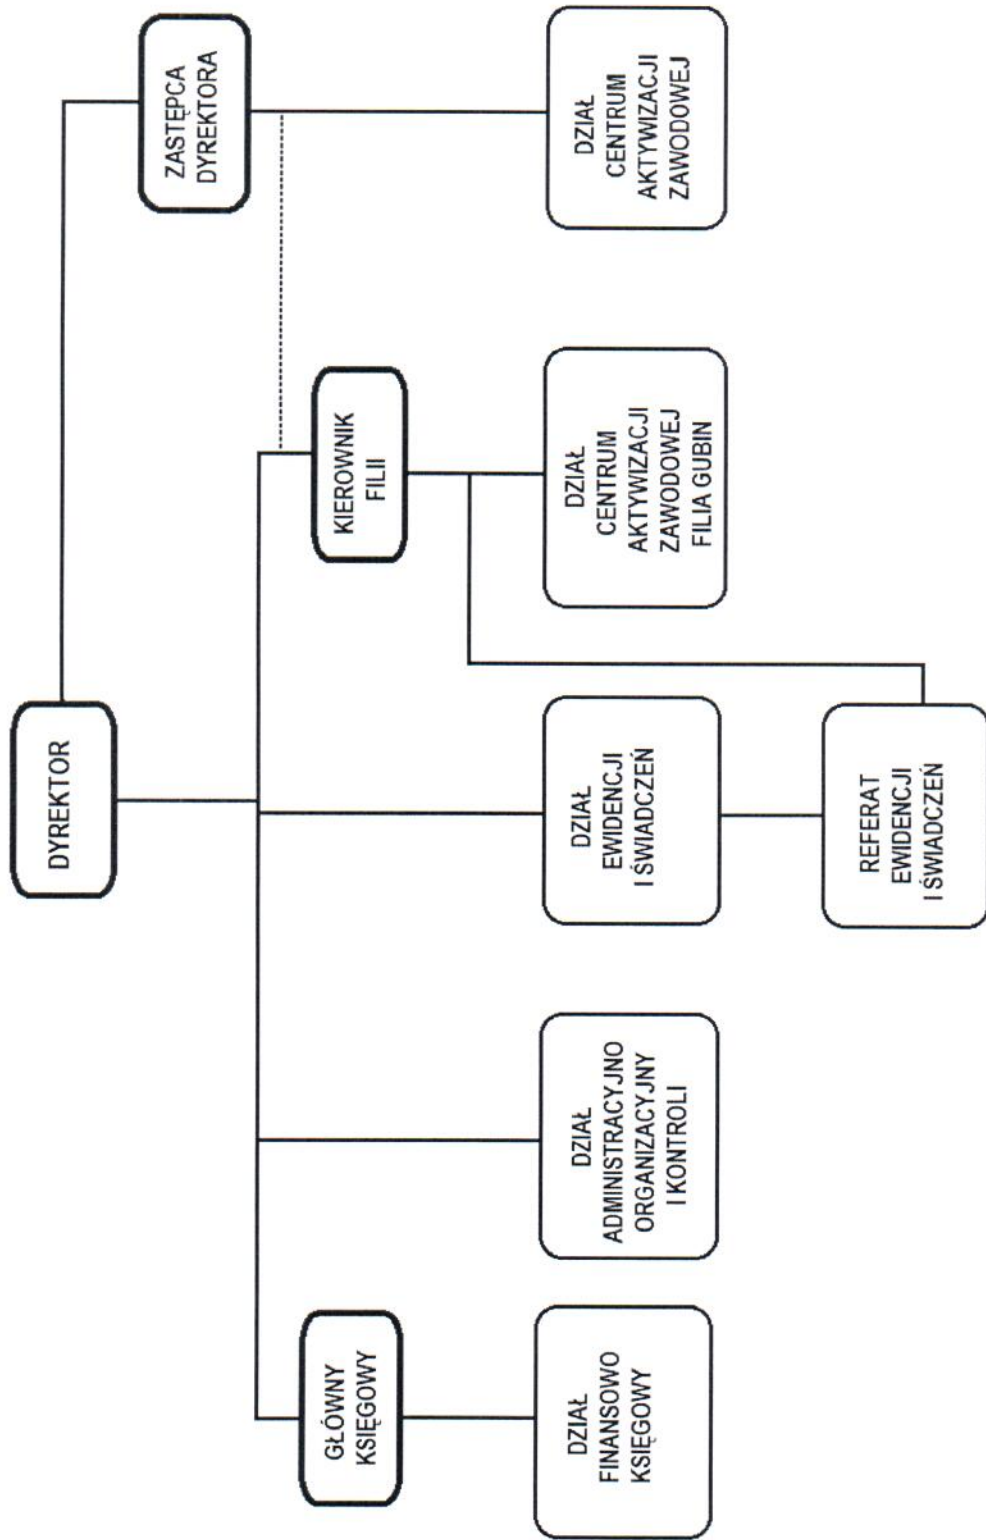 DYREKTOR
ZASTĘPCA
DYREKTORA
GŁÓWNY
KSIĘGOWY
KIEROWNIK
FILII
DZIAŁ
FINANSOWO
KSIĘGOWY
DZIAŁ
ADMINISTRACYJNO
ORGANIZACYJNY
I KONTROLI
DZIAŁ
EWIDENCJI
I ŚWIADCZEŃ
DZIAŁ
CENTRUM
AKTYWIZACJI
ZAWODOWEJ
FILIA GUBIN
DZIAŁ
CENTRUM
AKTYWIZACJI
ZAWODOWEJ
REFERAT
EWIDENCJI
I ŚWIADCZEŃ